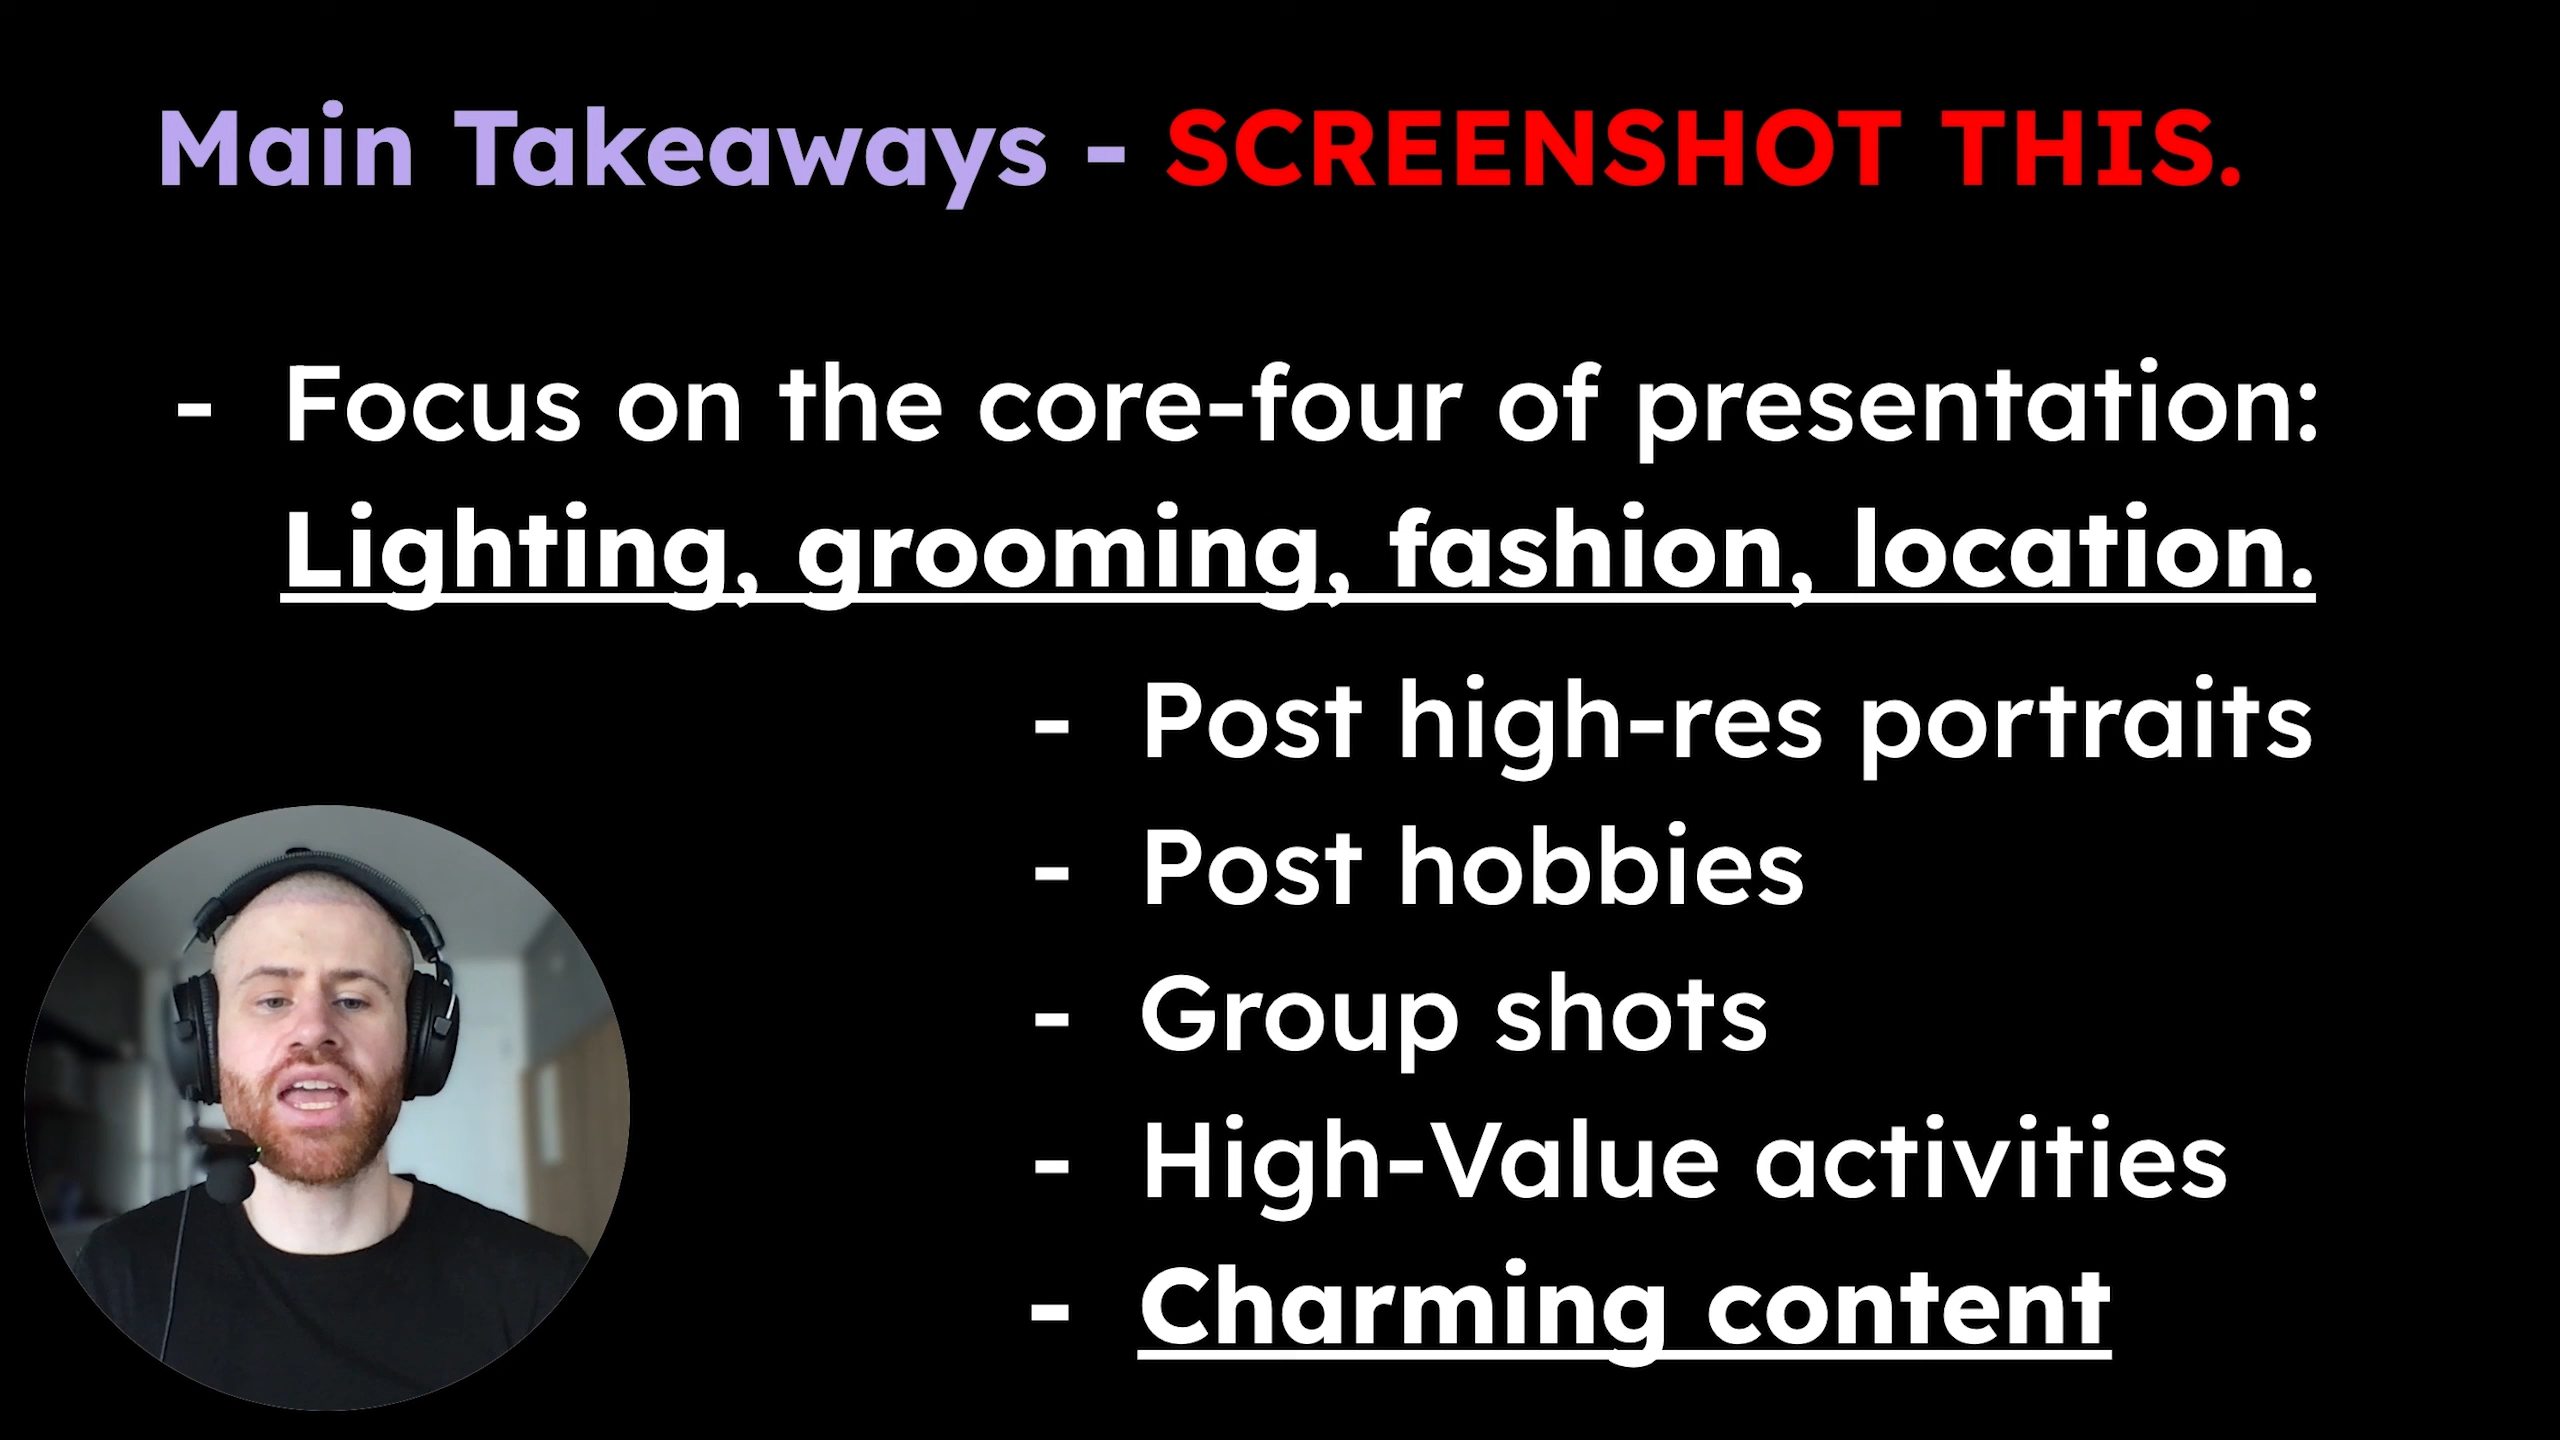 Main Takeaways - SCREENSHOT THIS.
- Focus on the core-four of presentation:
Lighting, grooming, fashion, location.
- Post high-res portraits
- Post hobbies
- Group shots
- High-Value activities
- Charming content